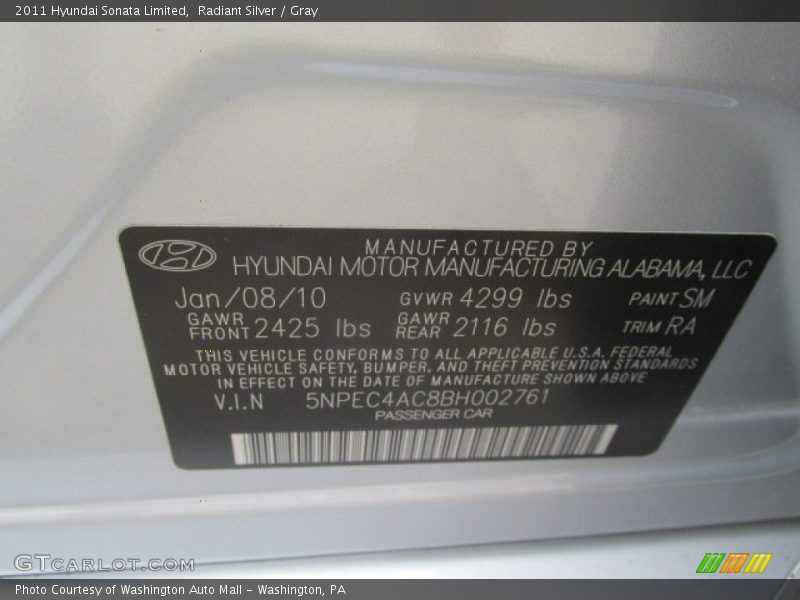 2011 Hyundai Sonata Limited, Radiant Silver / Gray
MANUFACTURED BY
HYUNDAI MOTOR MANUFACTURING ALABAMA, LLC
Jan/08/10 GVWR 4299 lbs PAINT SM
GAWR FRONT 2425 lbs GAWR REAR 2116 lbs TRIM RA
THIS VEHICLE CONFORMS TO ALL APPLICABLE U.S.A. FEDERAL
MOTOR VEHICLE SAFETY, BUMPER, AND THEFT PREVENTION STANDARDS
IN EFFECT ON THE DATE OF MANUFACTURE SHOWN ABOVE
V.I.N 5NPEC4AC8BH002761
PASSENGER CAR
GTCARLOT.COM
Photo Courtesy of Washington Auto Mall - Washington, PA